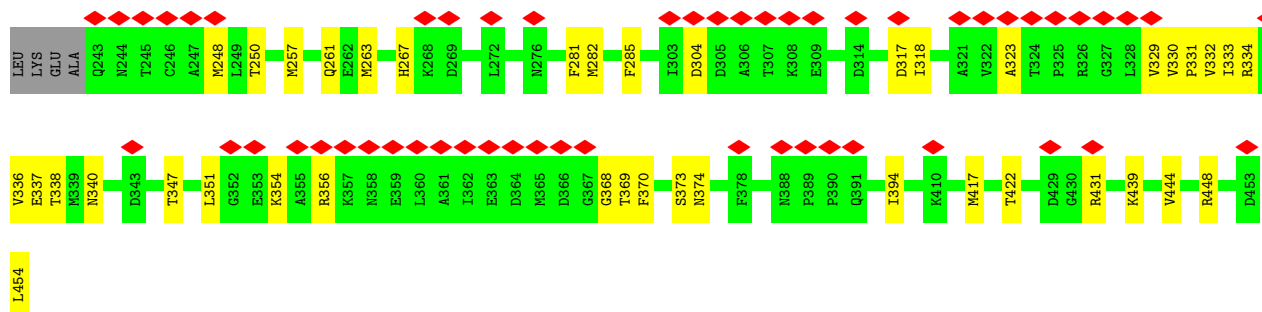 LEU LYS GLU ALA Q243 N244 T245 C246 A247 M248 L249 T250 M257 Q261 E262 M263 H267 K268 D269 L272 N276 F281 M282 F285 I303 D304 D305 A306 T307 K308 E309 D314 D317 I318 A321 V322 A323 T324 P325 R326 G327 L328 V329 V330 P331 V332 I333 R334
V336 E337 T338 M339 N340 D343 T347 L351 G352 E353 K354 A355 R356 K357 N358 E359 L360 A361 I362 E363 D364 M365 D366 G367 G368 T369 F370 S373 N374 F378 N388 P389 P390 Q391 I394 K410 M417 T422 D429 G430 R431 K439 V444 R448 D453
L454